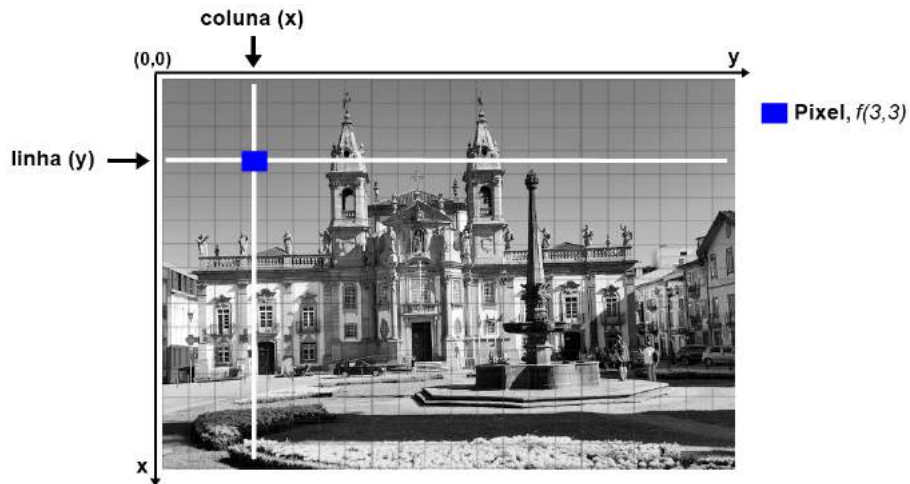 coluna (x)
(0,0)
y
Pixel, f(3,3)
linha (y)
x